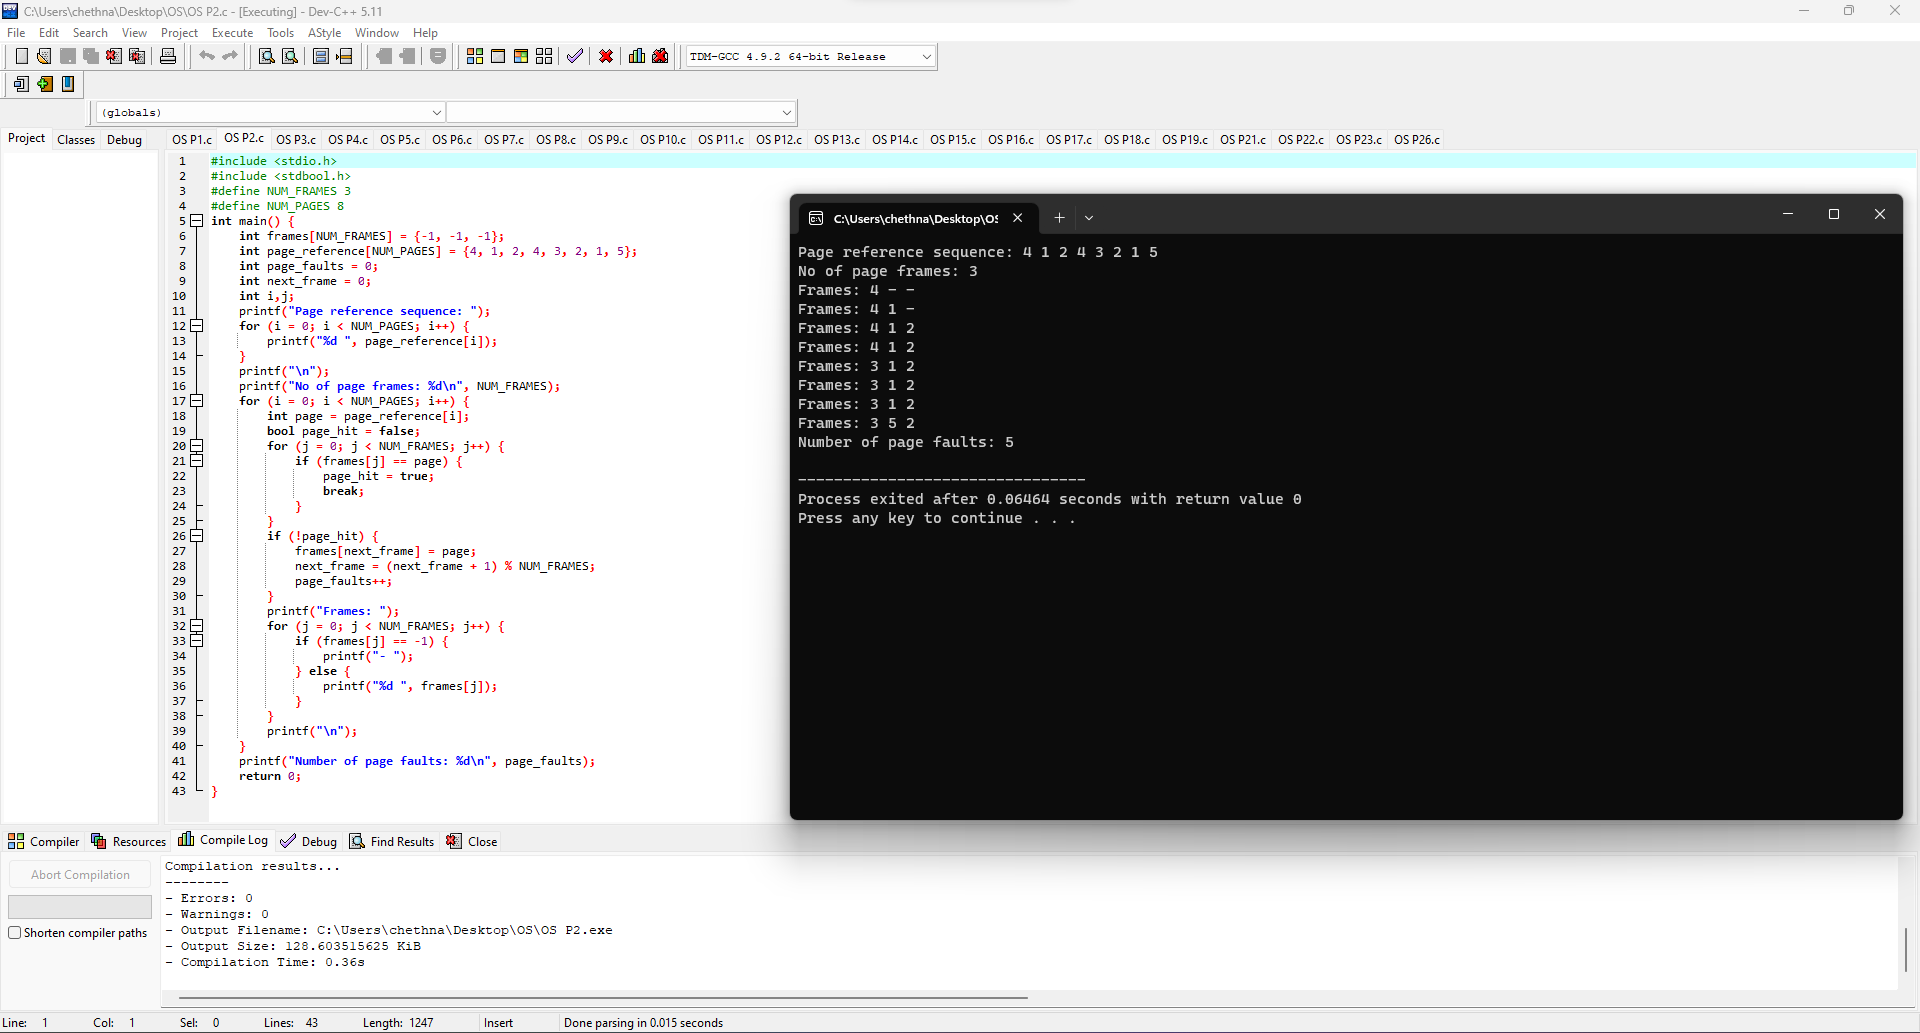 C:\Users\chethna\Desktop\OS\OS P2.c - [Executing] - Dev-C++ 5.11
File Edit Search View Project Execute Tools AStyle Window Help
TDM-GCC 4.9.2 64-bit Release
(globals)
Project Classes Debug
OS P1.c OS P2.c OS P3.c OS P4.c OS P5.c OS P6.c OS P7.c OS P8.c OS P9.c OS P10.c OS P11.c OS P12.c OS P13.c OS P14.c OS P15.c OS P16.c OS P17.c OS P18.c OS P19.c OS P21.c OS P22.c OS P23.c OS P26.c
1 #include <stdio.h>
2 #include <stdbool.h>
3 #define NUM_FRAMES 3
4 #define NUM_PAGES 8
5 int main() {
6 int frames[NUM_FRAMES] = {-1, -1, -1};
7 int page_reference[NUM_PAGES] = {4, 1, 2, 4, 3, 2, 1, 5};
8 int page_faults = 0;
9 int next_frame = 0;
10 int i,j;
11 printf("Page reference sequence: ");
12 for (i = 0; i < NUM_PAGES; i++) {
13 printf("%d ", page_reference[i]);
14 }
15 printf("\n");
16 printf("No of page frames: %d\n", NUM_FRAMES);
17 for (i = 0; i < NUM_PAGES; i++) {
18 int page = page_reference[i];
19 bool page_hit = false;
20 for (j = 0; j < NUM_FRAMES; j++) {
21 if (frames[j] == page) {
22 page_hit = true;
23 break;
24 }
25 }
26 if (!page_hit) {
27 frames[next_frame] = page;
28 next_frame = (next_frame + 1) % NUM_FRAMES;
29 page_faults++;
30 }
31 printf("Frames: ");
32 for (j = 0; j < NUM_FRAMES; j++) {
33 if (frames[j] == -1) {
34 printf("- ");
35 } else {
36 printf("%d ", frames[j]);
37 }
38 }
39 printf("\n");
40 }
41 printf("Number of page faults: %d\n", page_faults);
42 return 0;
43 }
C:\Users\chethna\Desktop\OS
Page reference sequence: 4 1 2 4 3 2 1 5
No of page frames: 3
Frames: 4 - -
Frames: 4 1 -
Frames: 4 1 2
Frames: 4 1 2
Frames: 3 1 2
Frames: 3 1 2
Frames: 3 1 2
Frames: 3 5 2
Number of page faults: 5
--------------------------------
Process exited after 0.06464 seconds with return value 0
Press any key to continue . . .
Compiler Resources Compile Log Debug Find Results Close
Abort Compilation
Shorten compiler paths
Compilation results...
--------
- Errors: 0
- Warnings: 0
- Output Filename: C:\Users\chethna\Desktop\OS\OS P2.exe
- Output Size: 128.603515625 KiB
- Compilation Time: 0.36s
Line: 1 Col: 1 Sel: 0 Lines: 43 Length: 1247 Insert Done parsing in 0.015 seconds